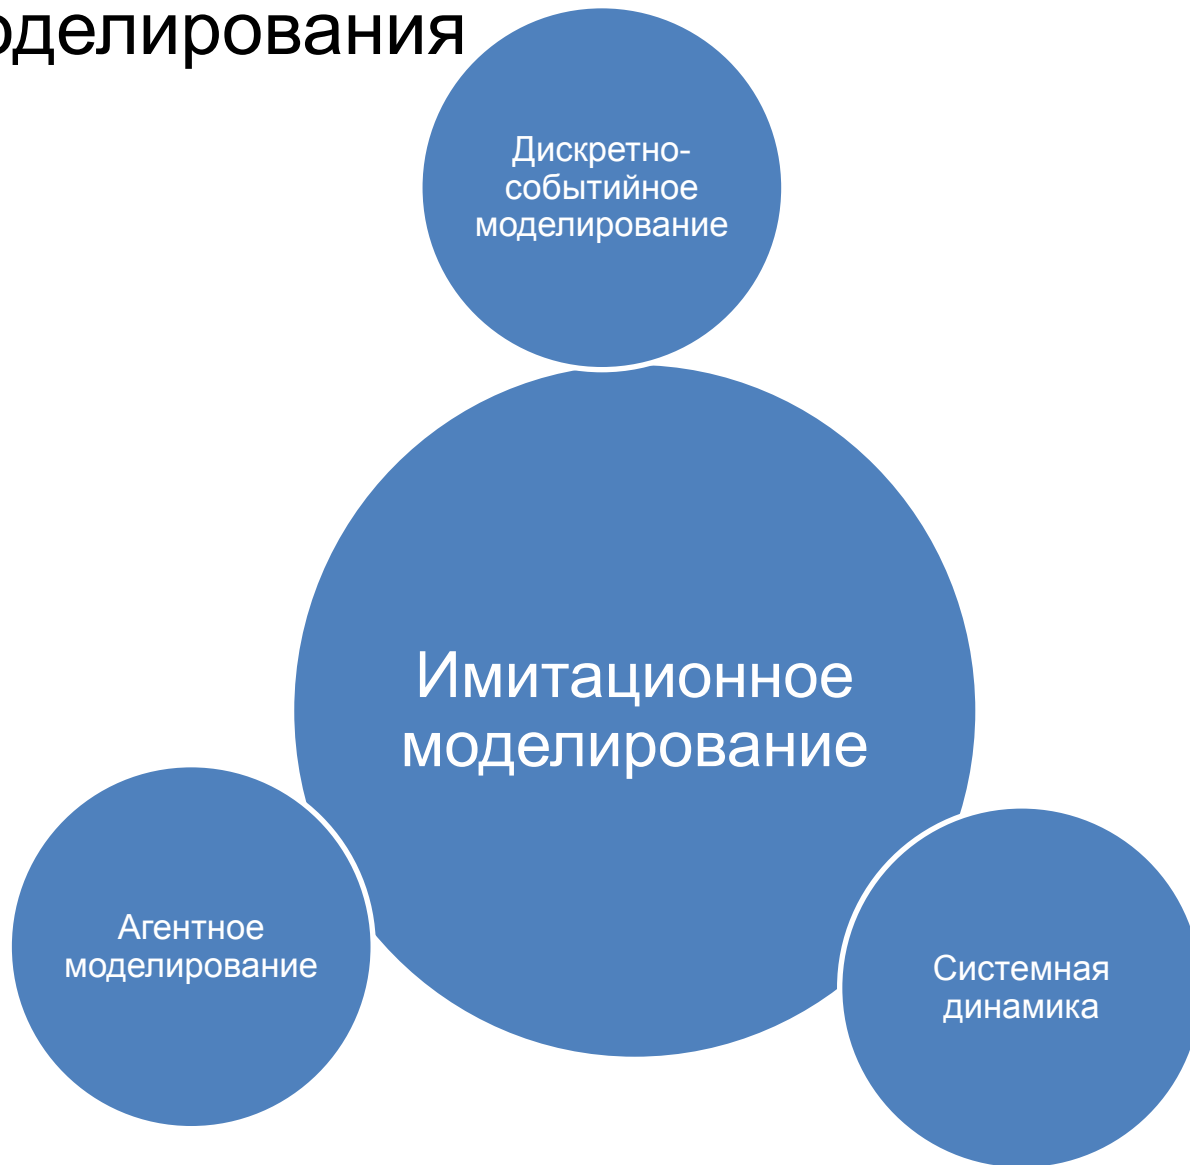 оделирования
Дискретно-
событийное
моделирование
Имитационное
моделирование
Агентное
моделирование
Системная
динамика